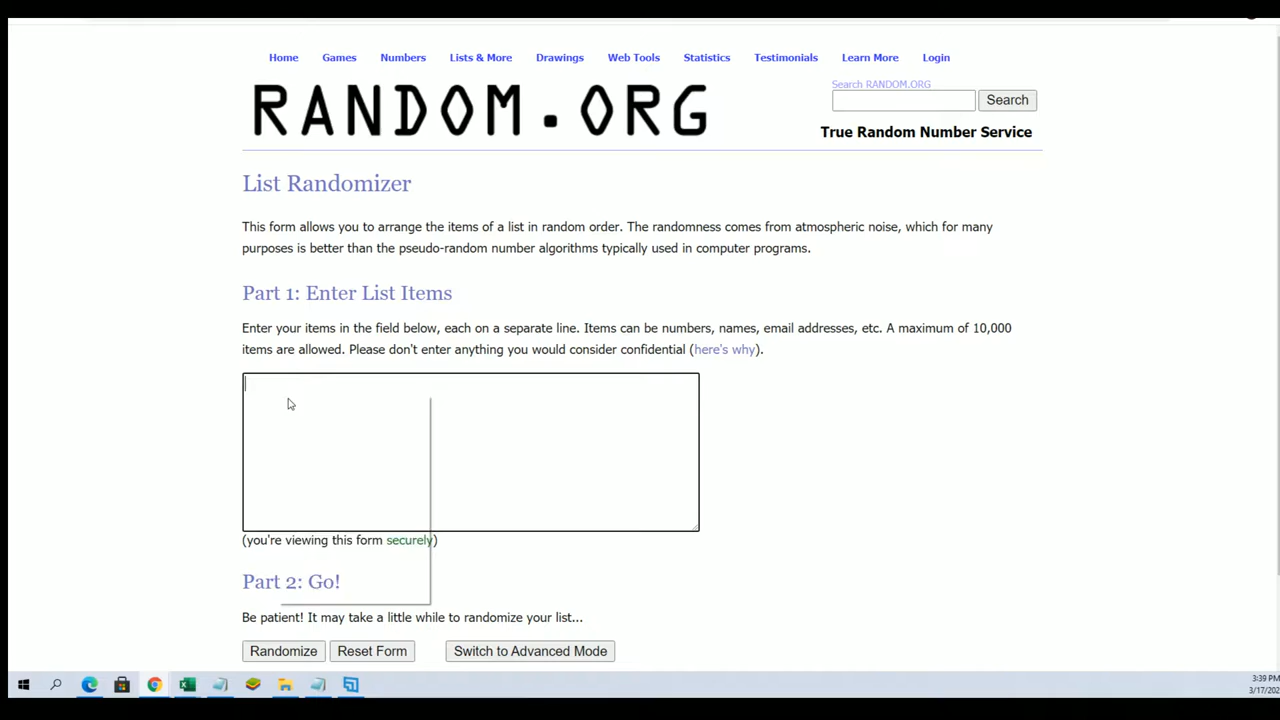 Home Games Numbers Lists & More Drawings Web Tools Statistics Testimonials Learn More Login
RANDOM.ORG
Search RANDOM.ORG
Search
True Random Number Service
List Randomizer
This form allows you to arrange the items of a list in random order. The randomness comes from atmospheric noise, which for many
purposes is better than the pseudo-random number algorithms typically used in computer programs.
Part 1: Enter List Items
Enter your items in the field below, each on a separate line. Items can be numbers, names, email addresses, etc. A maximum of 10,000
items are allowed. Please don't enter anything you would consider confidential (here's why).
(you're viewing this form securely)
Part 2: Go!
Be patient! It may take a little while to randomize your list...
Randomize Reset Form Switch to Advanced Mode
3:39 PM